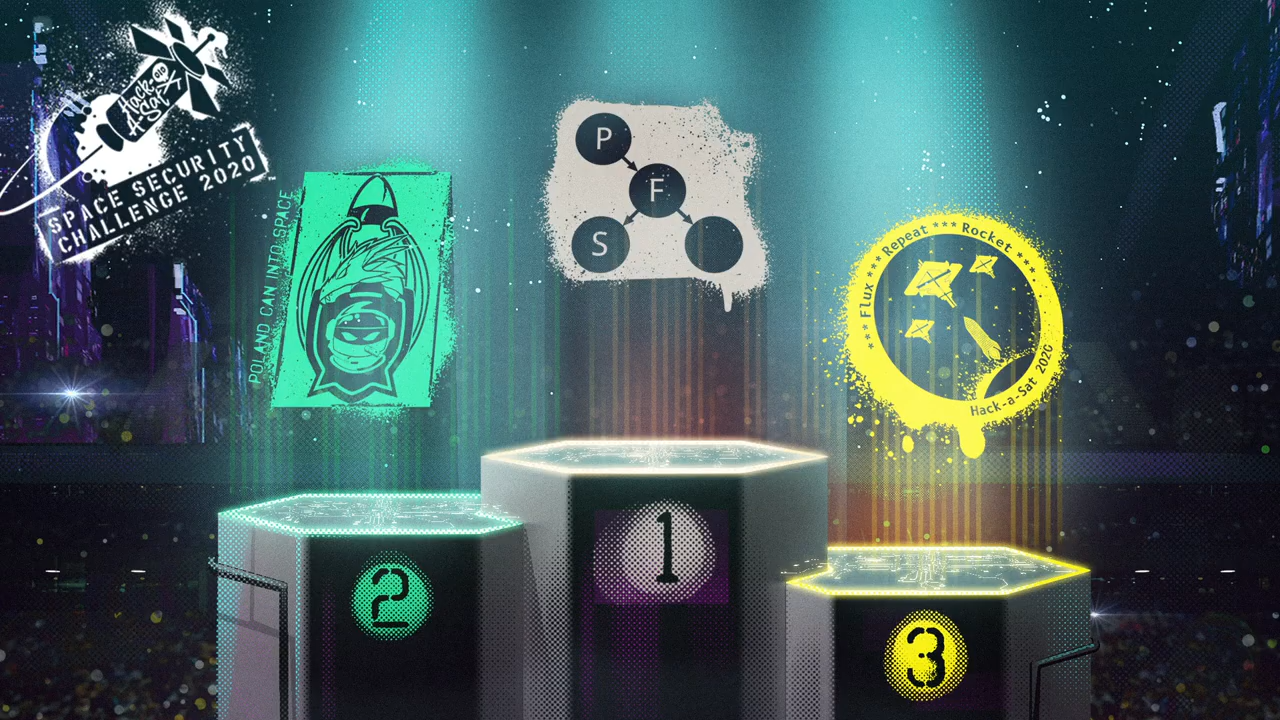 Hack-
A-Sat
SPACE SECURITY
CHALLENGE 2020
POLAND CAN INTO SPACE
P
F
S
*** Flux *** Repeat *** Rocket ***
Hack-a-Sat 2020
1
2
3